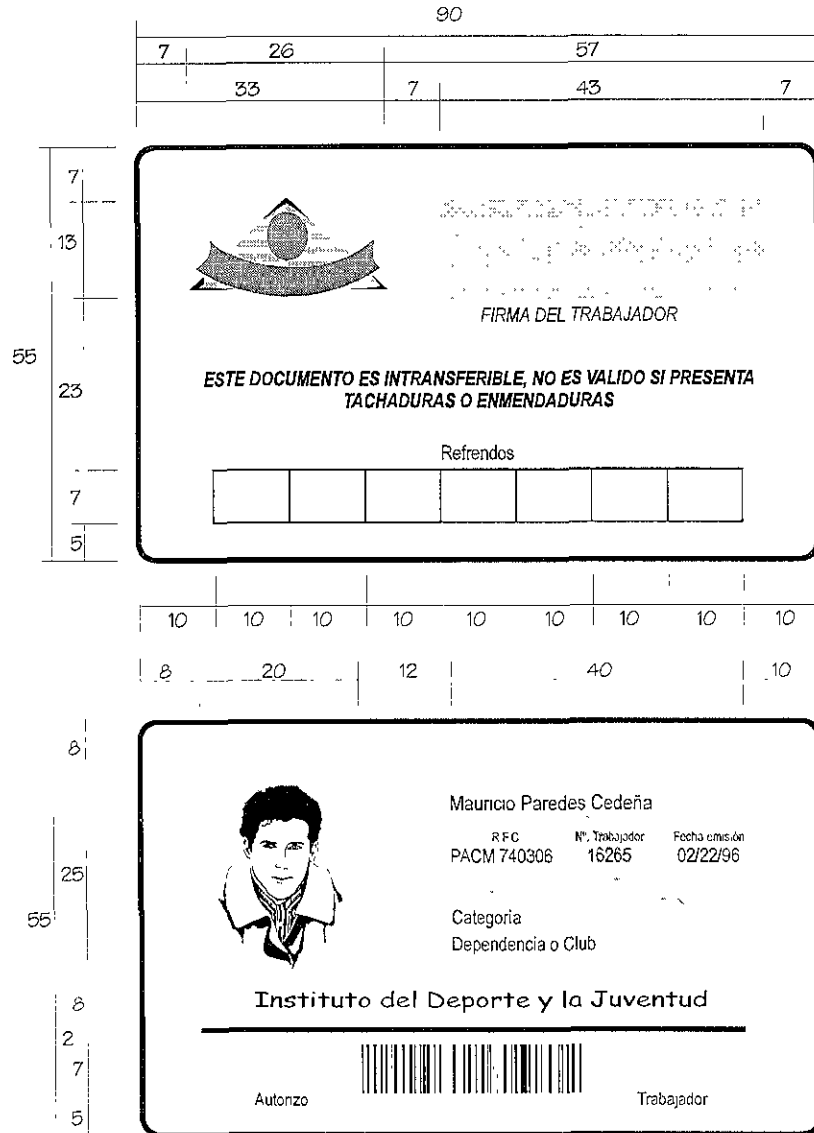 90
7 26 57
33 7 43 7
7
13
FIRMA DEL TRABAJADOR
55
23
ESTE DOCUMENTO ES INTRANSFERIBLE, NO ES VALIDO SI PRESENTA
TACHADURAS O ENMENDADURAS
Refrendos
7
5
10 10 10 10 10 10 10 10 10
8 20 12 40 10
8
Mauricio Paredes Cedeña
RFC Nº. Trabajador Fecha emisión
PACM 740306 16265 02/22/96
25
55
Categoria
Dependencia o Club
8
Instituto del Deporte y la Juventud
2
7
Autorizo Trabajador
5